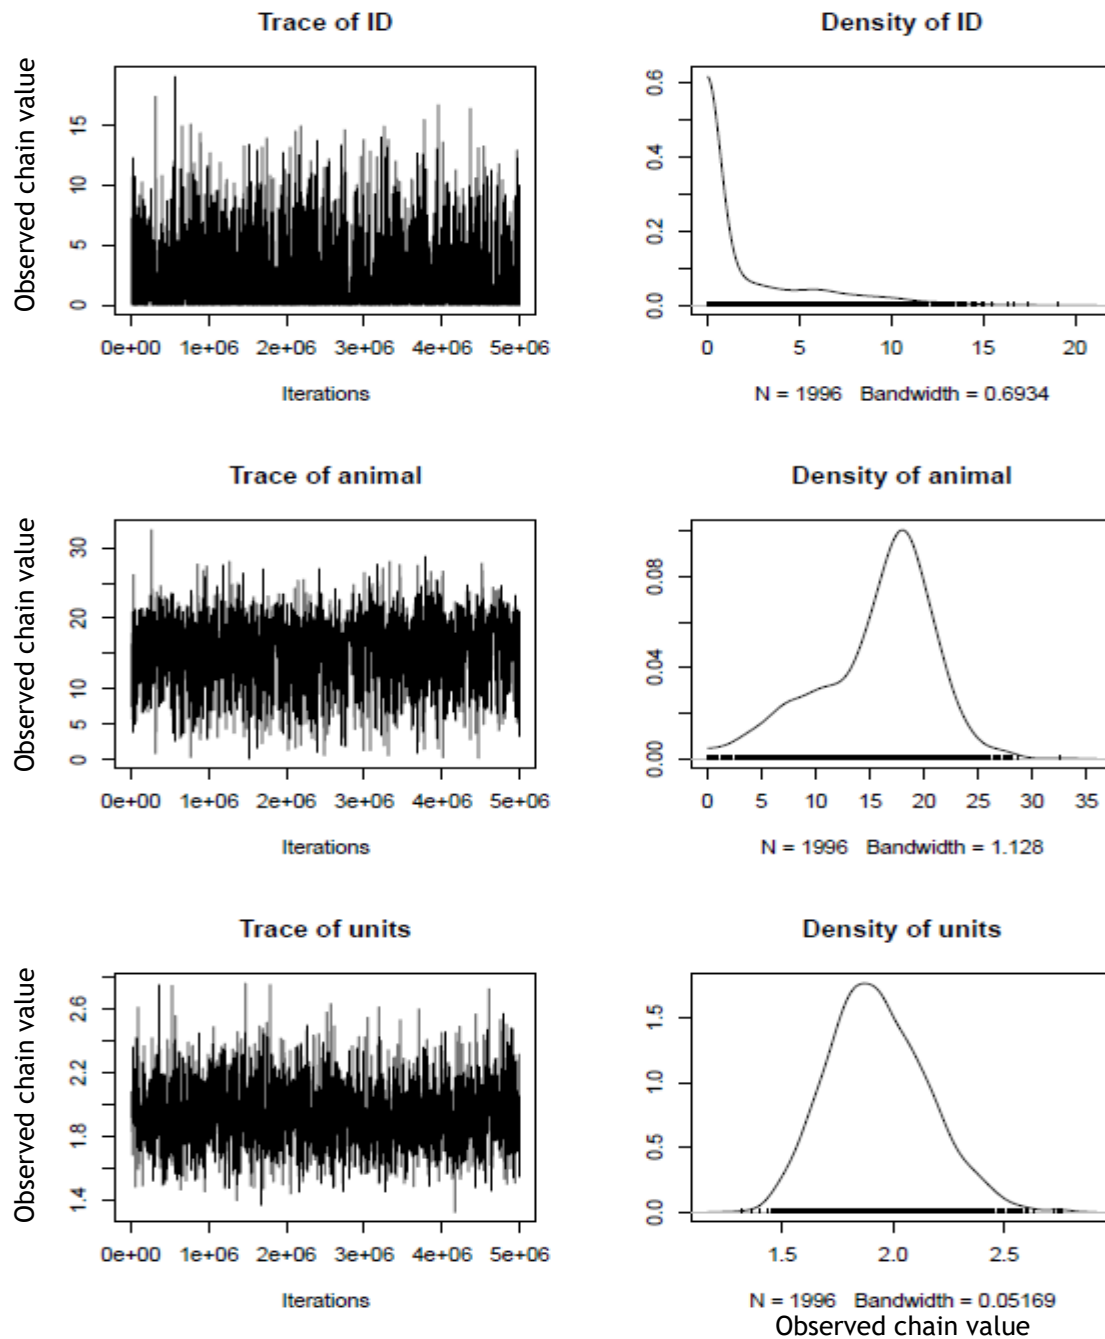 Trace of ID
Density of ID
Observed chain value
15
10
5
0
0e+00 1e+06 2e+06 3e+06 4e+06 5e+06
Iterations
0.6
0.4
0.2
0.0
0 5 10 15 20
N = 1996 Bandwidth = 0.6934
Trace of animal
Density of animal
Observed chain value
30
20
10
5
0
0e+00 1e+06 2e+06 3e+06 4e+06 5e+06
Iterations
0.08
0.04
0.00
0 5 10 15 20 25 30 35
N = 1996 Bandwidth = 1.128
Trace of units
Density of units
Observed chain value
2.6
2.2
1.8
1.4
0e+00 1e+06 2e+06 3e+06 4e+06 5e+06
Iterations
1.5
1.0
0.5
0.0
1.5 2.0 2.5
N = 1996 Bandwidth = 0.05169
Observed chain value